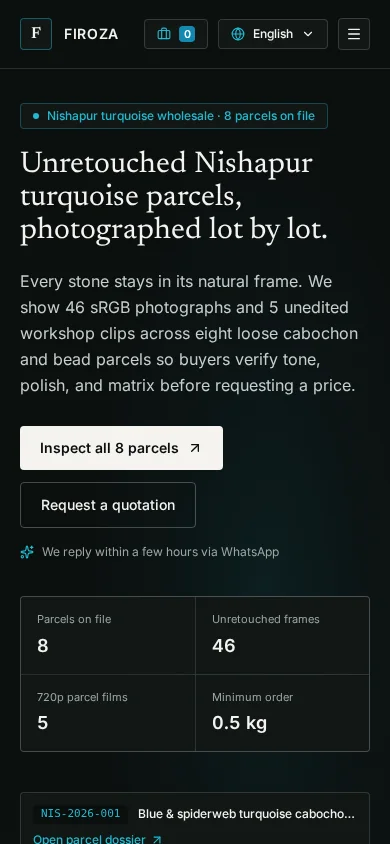 F FIROZA 0 English
Nishapur turquoise wholesale · 8 parcels on file
Unretouched Nishapur
turquoise parcels,
photographed lot by lot.
Every stone stays in its natural frame. We
show 46 sRGB photographs and 5 unedited
workshop clips across eight loose cabochon
and bead parcels so buyers verify tone,
polish, and matrix before requesting a price.
Inspect all 8 parcels
Request a quotation
We reply within a few hours via WhatsApp
Parcels on file
8
Unretouched frames
46
720p parcel films
5
Minimum order
0.5 kg
NIS-2026-001 Blue & spiderweb turquoise cabocho...
Open parcel dossier